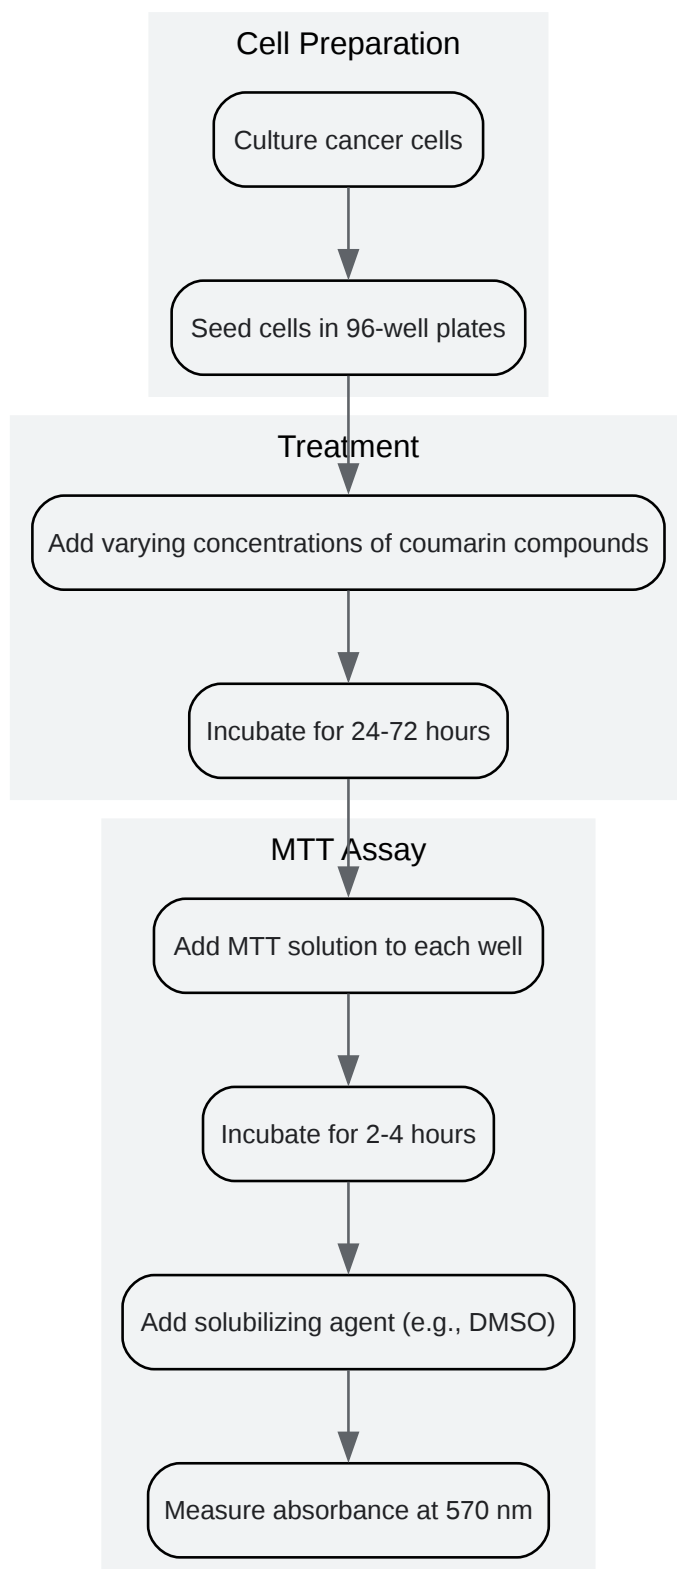 Cell Preparation
Culture cancer cells
Seed cells in 96-well plates
Treatment
Add varying concentrations of coumarin compounds
Incubate for 24-72 hours
MTT Assay
Add MTT solution to each well
Incubate for 2-4 hours
Add solubilizing agent (e.g., DMSO)
Measure absorbance at 570 nm